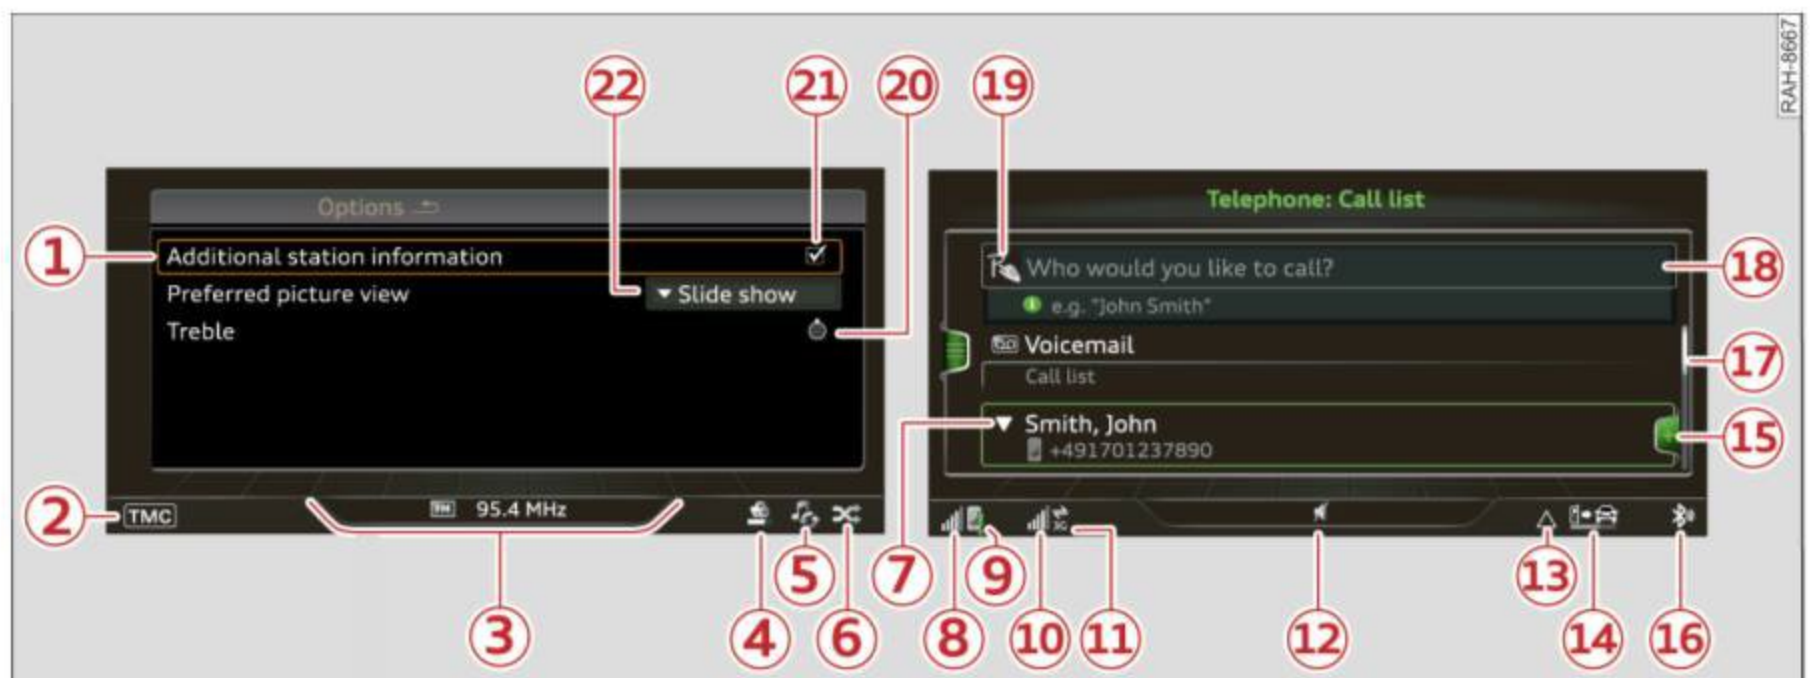 RAH-8667
22
21
20
19
Options
1
Additional station information
Preferred picture view
Slide show
Treble
2
TMC
FM 95.4 MHz
3
4
5
6
Telephone: Call list
Who would you like to call?
18
e.g. "John Smith"
Voicemail
17
Call list
7
Smith, John
15
+491701237890
3G
8
9
10
11
12
13
14
16